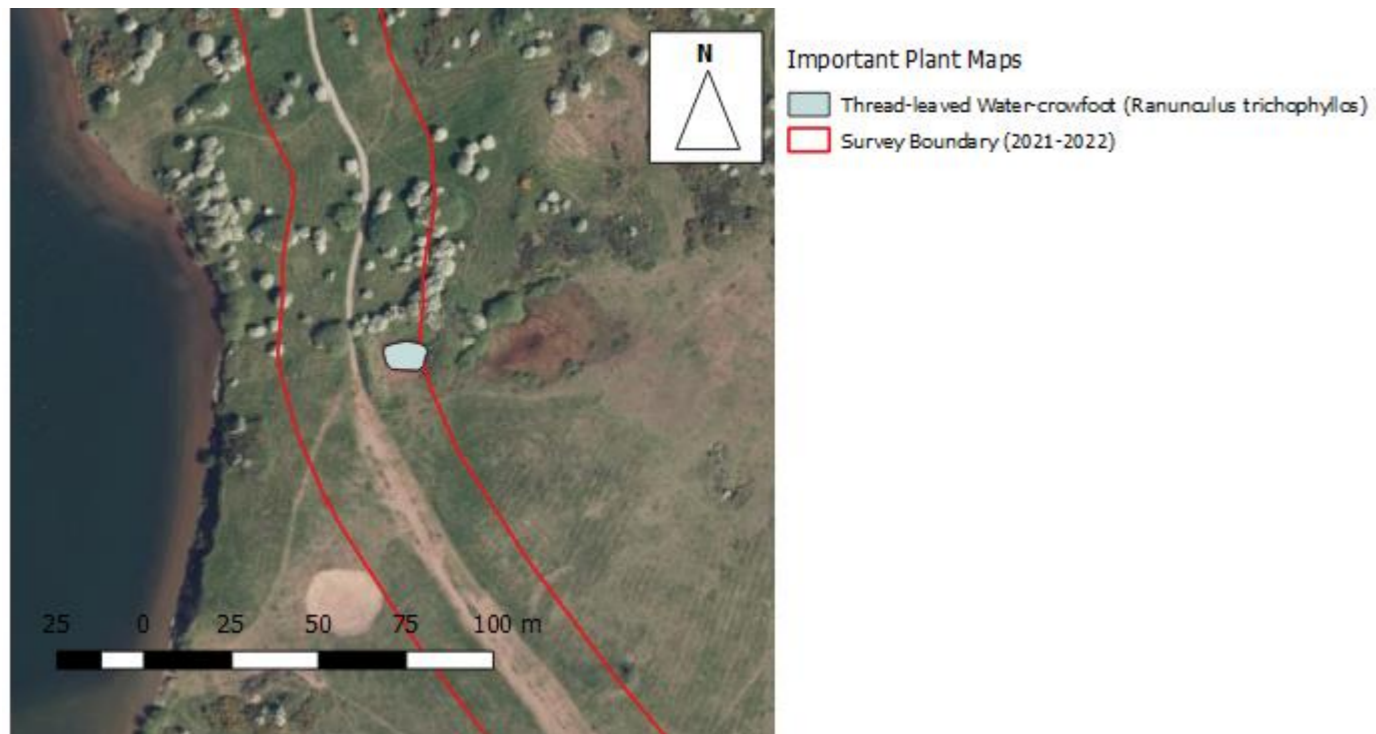 N
Important Plant Maps
Thread-leaved Water-crowfoot (Ranunculus trichophyllos)
Survey Boundary (2021-2022)
25 0 25 50 75 100 m